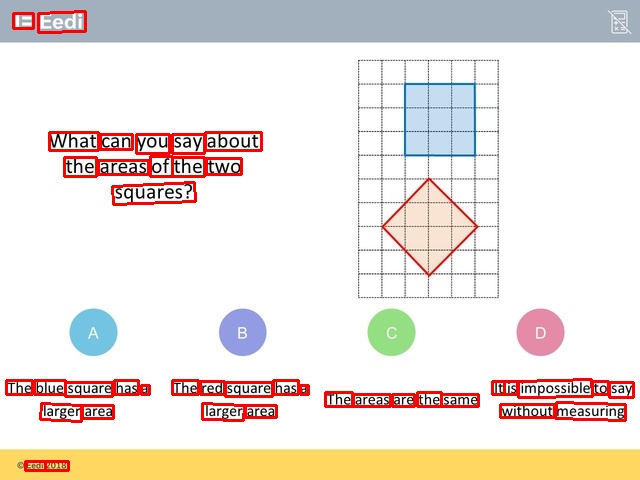 Eedi
What can you say about
the areas of the two
squares?
A
B
C
D
The blue square has a
larger area
The red square has a
larger area
The areas are the same
It is impossible to say
without measuring
© Eedi 2018